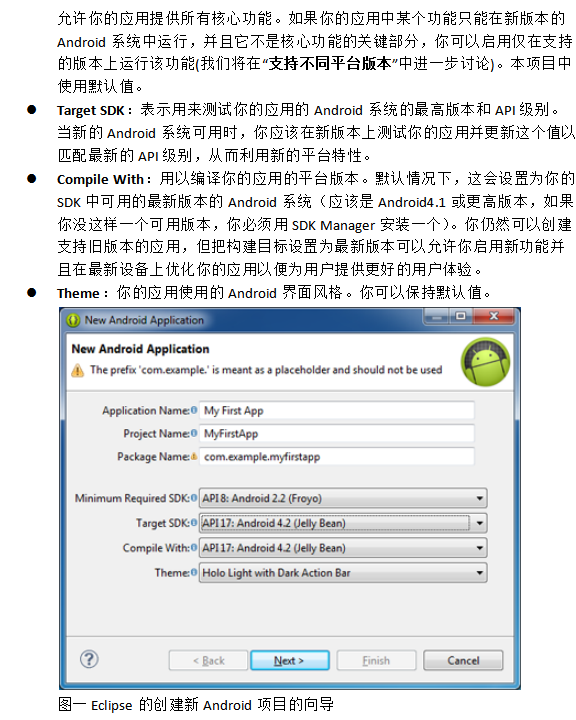 允许你的应用提供所有核心功能。如果你的应用中某个功能只能在新版本的
Android 系统中运行，并且它不是核心功能的关键部分，你可以启用仅在支持
的版本上运行该功能(我们将在“支持不同平台版本”中进一步讨论)。本项目中
使用默认值。
● Target SDK：表示用来测试你的应用的 Android 系统的最高版本和 API 级别。
当新的 Android 系统可用时，你应该在新版本上测试你的应用并更新这个值以
匹配最新的 API 级别，从而利用新的平台特性。
● Compile With：用以编译你的应用的平台版本。默认情况下，这会设置为你的
SDK 中可用的最新版本的 Android 系统（应该是 Android4.1 或更高版本，如果
你没这样一个可用版本，你必须用 SDK Manager 安装一个）。你仍然可以创建
支持旧版本的应用，但把构建目标设置为最新版本可以允许你启用新功能并
且在最新设备上优化你的应用以便为用户提供更好的用户体验。
● Theme：你的应用使用的 Android 界面风格。你可以保持默认值。
New Android Application
New Android Application
The prefix 'com.example.' is meant as a placeholder and should not be used
Application Name: My First App
Project Name: MyFirstApp
Package Name: com.example.myfirstapp
Minimum Required SDK: API 8: Android 2.2 (Froyo)
Target SDK: API 17: Android 4.2 (Jelly Bean)
Compile With: API 17: Android 4.2 (Jelly Bean)
Theme: Holo Light with Dark Action Bar
? < Back Next > Finish Cancel
图一 Eclipse 的创建新 Android 项目的向导